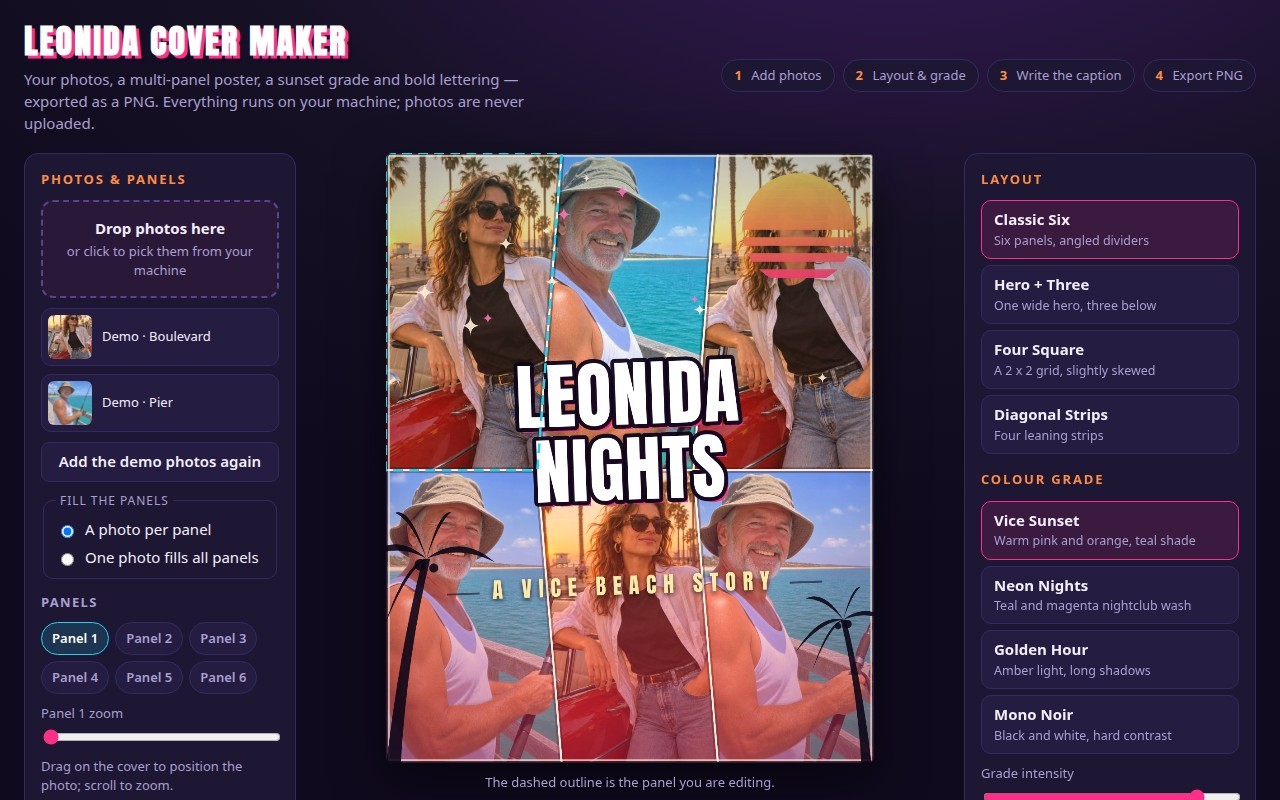 LEONIDA COVER MAKER
Your photos, a multi-panel poster, a sunset grade and bold lettering —
exported as a PNG. Everything runs on your machine; photos are never
uploaded.
1 Add photos
2 Layout & grade
3 Write the caption
4 Export PNG
PHOTOS & PANELS
Drop photos here
or click to pick them from your
machine
Demo · Boulevard
Demo · Pier
Add the demo photos again
FILL THE PANELS
A photo per panel
One photo fills all panels
PANELS
Panel 1
Panel 2
Panel 3
Panel 4
Panel 5
Panel 6
Panel 1 zoom
Drag on the cover to position the
photo; scroll to zoom.
LEONIDA
NIGHTS
A VICE BEACH STORY
The dashed outline is the panel you are editing.
LAYOUT
Classic Six
Six panels, angled dividers
Hero + Three
One wide hero, three below
Four Square
A 2 x 2 grid, slightly skewed
Diagonal Strips
Four leaning strips
COLOUR GRADE
Vice Sunset
Warm pink and orange, teal shade
Neon Nights
Teal and magenta nightclub wash
Golden Hour
Amber light, long shadows
Mono Noir
Black and white, hard contrast
Grade intensity